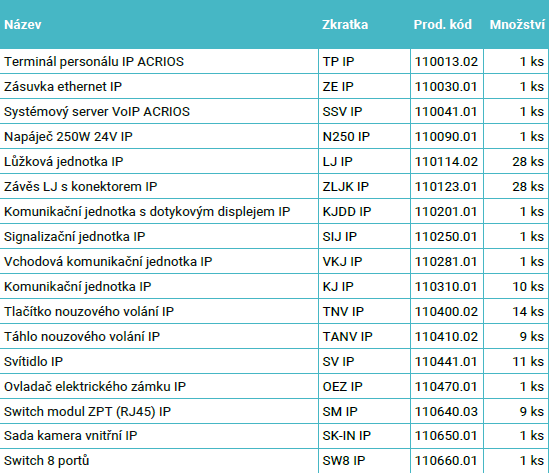 Název Zkratka Prod. kód Množství
Terminál personálu IP ACRIOS TP IP 110013.02 1 ks
Zásuvka ethernet IP ZE IP 110030.01 1 ks
Systémový server VoIP ACRIOS SSV IP 110041.01 1 ks
Napáječ 250W 24V IP N250 IP 110090.01 1 ks
Lůžková jednotka IP LJ IP 110114.02 28 ks
Závěs LJ s konektorem IP ZLJK IP 110123.01 28 ks
Komunikační jednotka s dotykovým displejem IP KJDD IP 110201.01 1 ks
Signalizační jednotka IP SIJ IP 110250.01 1 ks
Vchodová komunikační jednotka IP VKJ IP 110281.01 1 ks
Komunikační jednotka IP KJ IP 110310.01 10 ks
Tlačítko nouzového volání IP TNV IP 110400.02 14 ks
Táhlo nouzového volání IP TANV IP 110410.02 9 ks
Svítidlo IP SV IP 110441.01 11 ks
Ovladač elektrického zámku IP OEZ IP 110470.01 1 ks
Switch modul ZPT (RJ45) IP SM IP 110640.03 9 ks
Sada kamera vnitřní IP SK-IN IP 110650.01 1 ks
Switch 8 portů SW8 IP 110660.01 1 ks